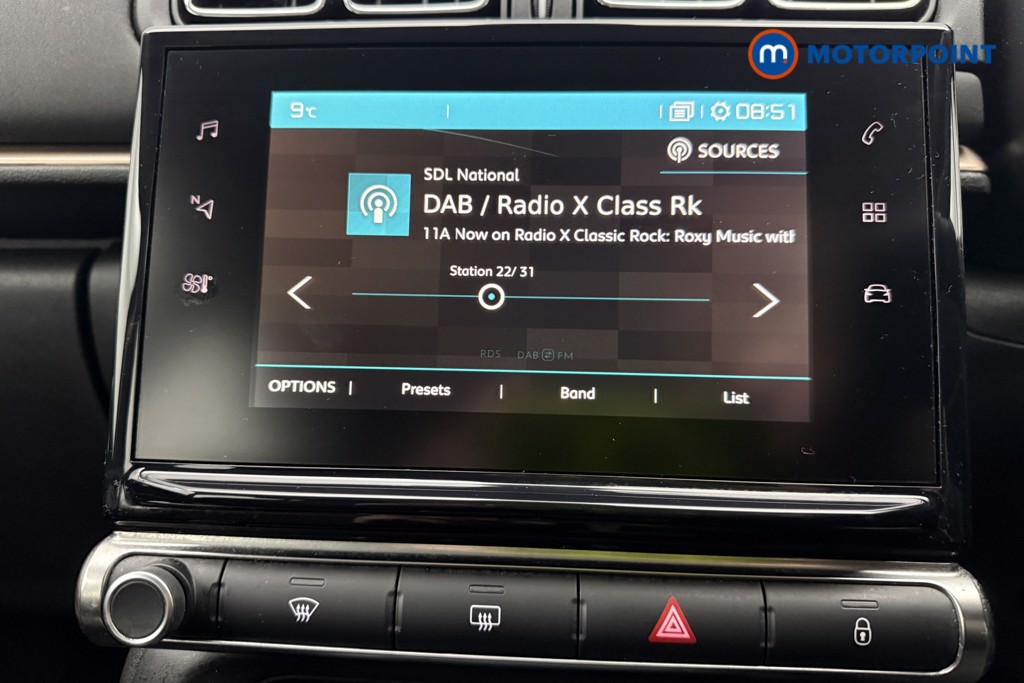 m MOTORPOINT
9°C
08:51
SOURCES
SDL National
DAB / Radio X Class Rk
11A Now on Radio X Classic Rock: Roxy Music with
Station 22/ 31
N
RDS DAB FM
OPTIONS | Presets | Band | List